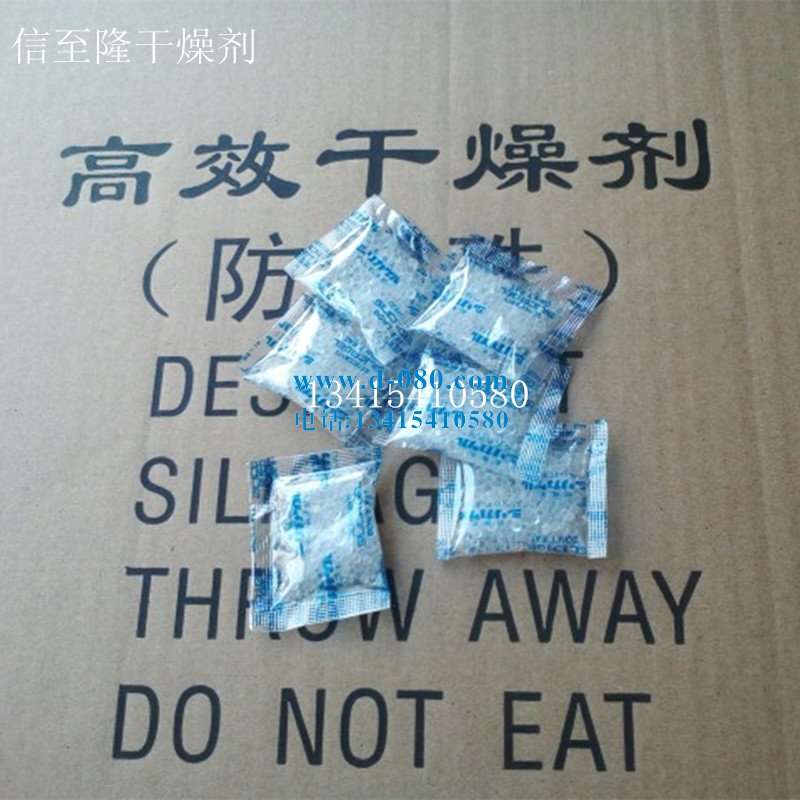 信至隆干燥剂
高效干燥剂
(防 珠)
DES T
www.d-080.com
13415410580
电话:13415410580
SIL AG
THROW AWAY
DO NOT EAT